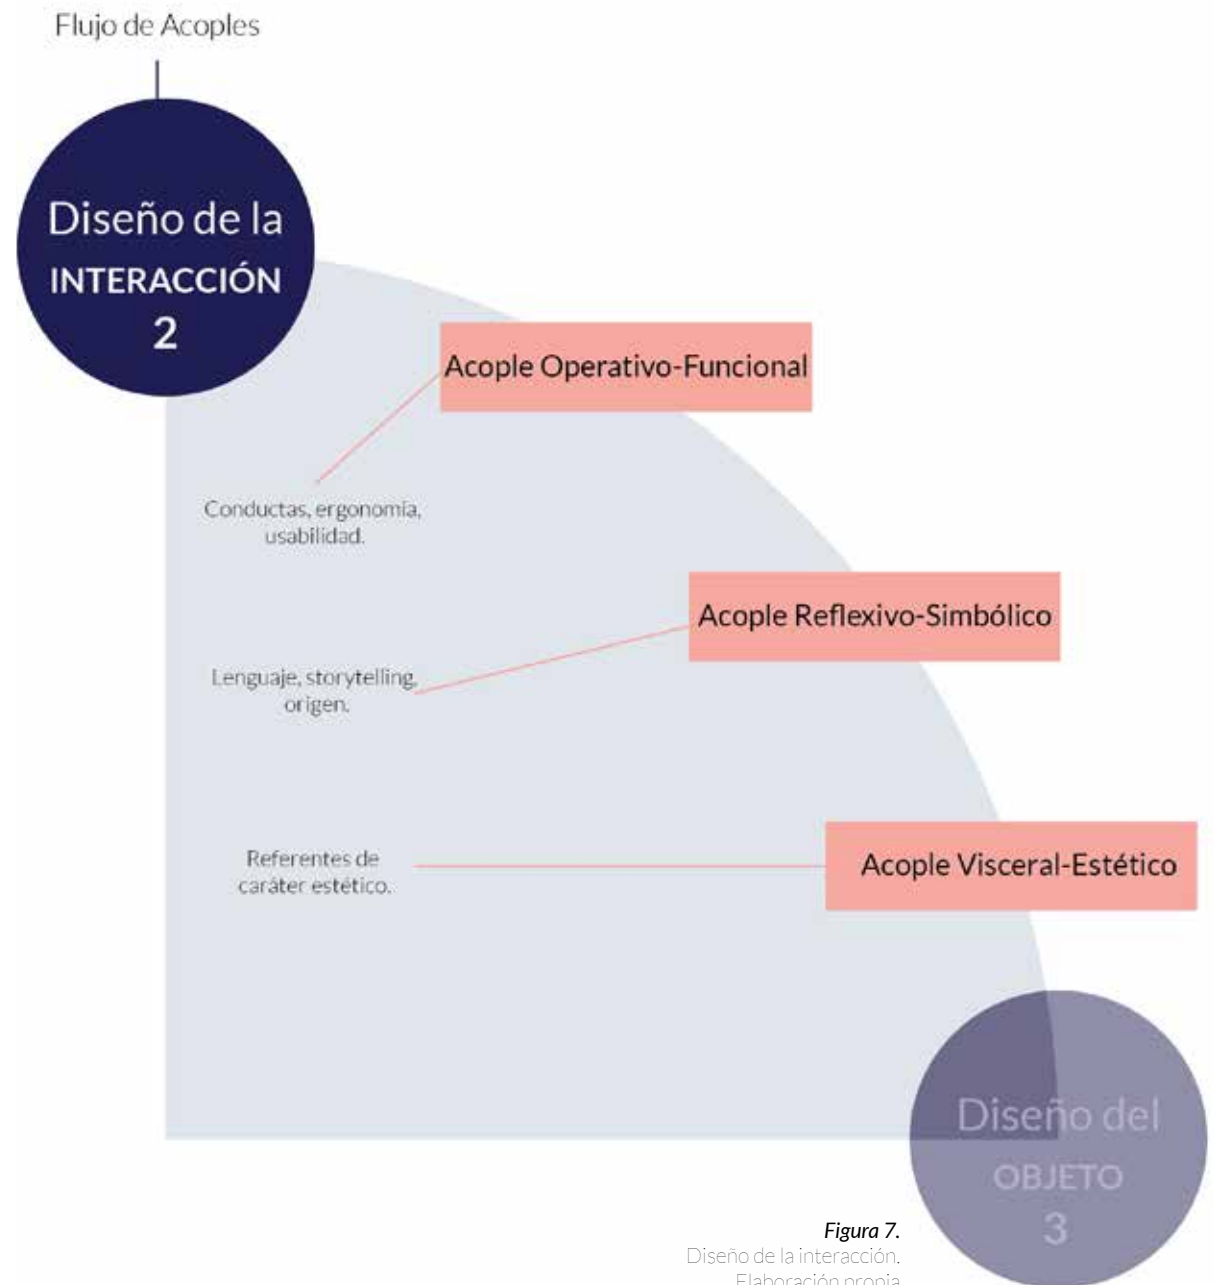 Flujo de Acoples
Diseño de la
INTERACCIÓN
2
Acople Operativo-Funcional
Conductas, ergonomía,
usabilidad.
Acople Reflexivo-Simbólico
Lenguaje, storytelling,
origen.
Acople Visceral-Estético
Referentes de
caráter estético.
Diseño del
OBJETO
3
Figura 7.
Diseño de la interacción.
Elaboración propia